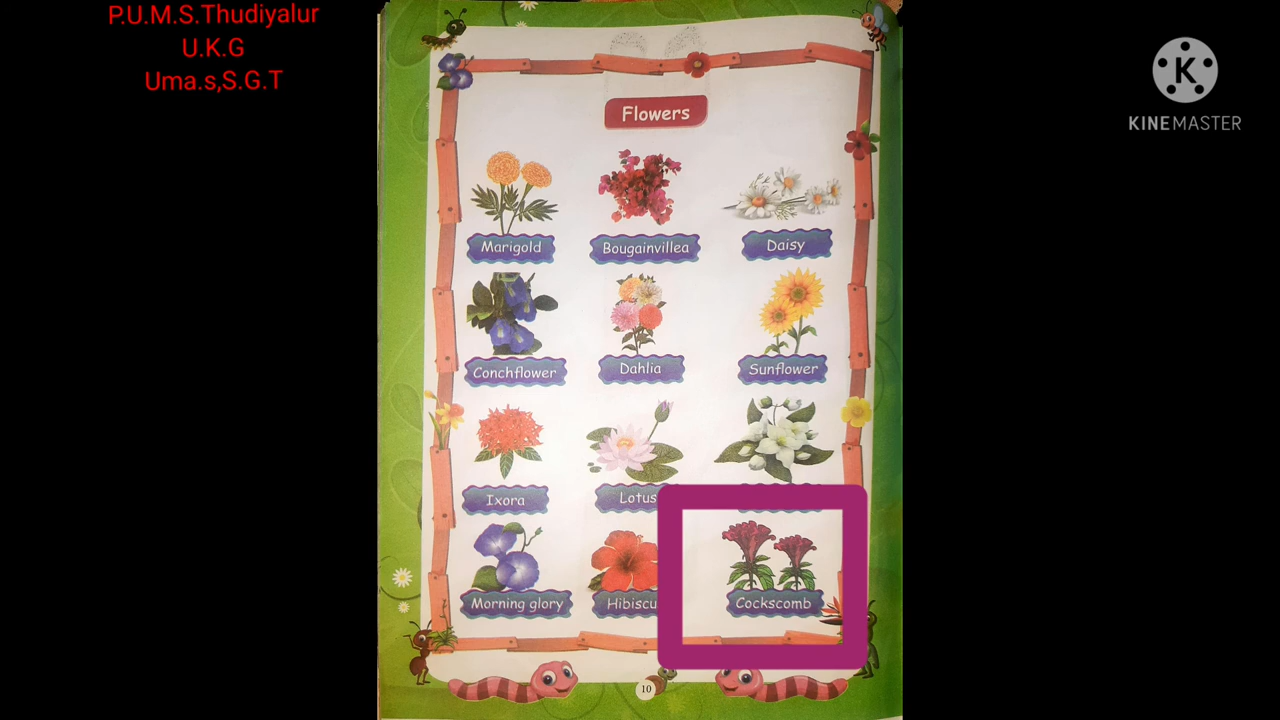 P.U.M.S.Thudiyalur
U.K.G
Uma.s,S.G.T
K
KINEMASTER
Flowers
Marigold
Bougainvillea
Daisy
Conchflower
Dahlia
Sunflower
Ixora
Lotus
Morning glory
Hibiscu
Cockscomb
10